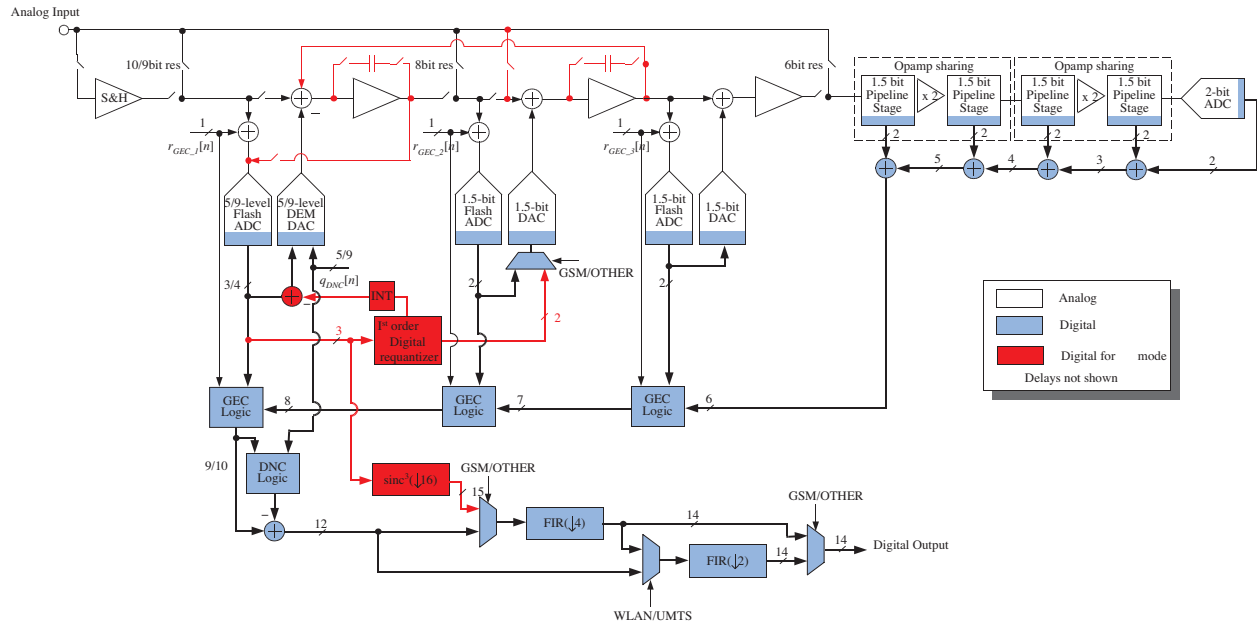 Analog Input
10/9bit res
8bit res
6bit res
S&H
Opamp sharing
Opamp sharing
1.5 bit
Pipeline
Stage
x 2
1.5 bit
Pipeline
Stage
1.5 bit
Pipeline
Stage
x 2
1.5 bit
Pipeline
Stage
2-bit
ADC
−
1
r_GEC_1[n]
1
r_GEC_2[n]
1
r_GEC_3[n]
2
2
2
2
5
4
3
2
5/9-level
Flash
ADC
5/9-level
DEM
DAC
1.5-bit
Flash
ADC
1.5-bit
DAC
1.5-bit
Flash
ADC
1.5-bit
DAC
5/9
q_DNC[n]
3/4
−
INT
2
GSM/OTHER
2
1st order
Digital
requantizer
3
2
Analog
Digital
Digital for mode
Delays not shown
GEC
Logic
8
GEC
Logic
7
GEC
Logic
6
9/10
DNC
Logic
−
12
sinc³(↓16)
15
GSM/OTHER
FIR(↓4)
14
GSM/OTHER
FIR(↓2)
14
14
Digital Output
WLAN/UMTS